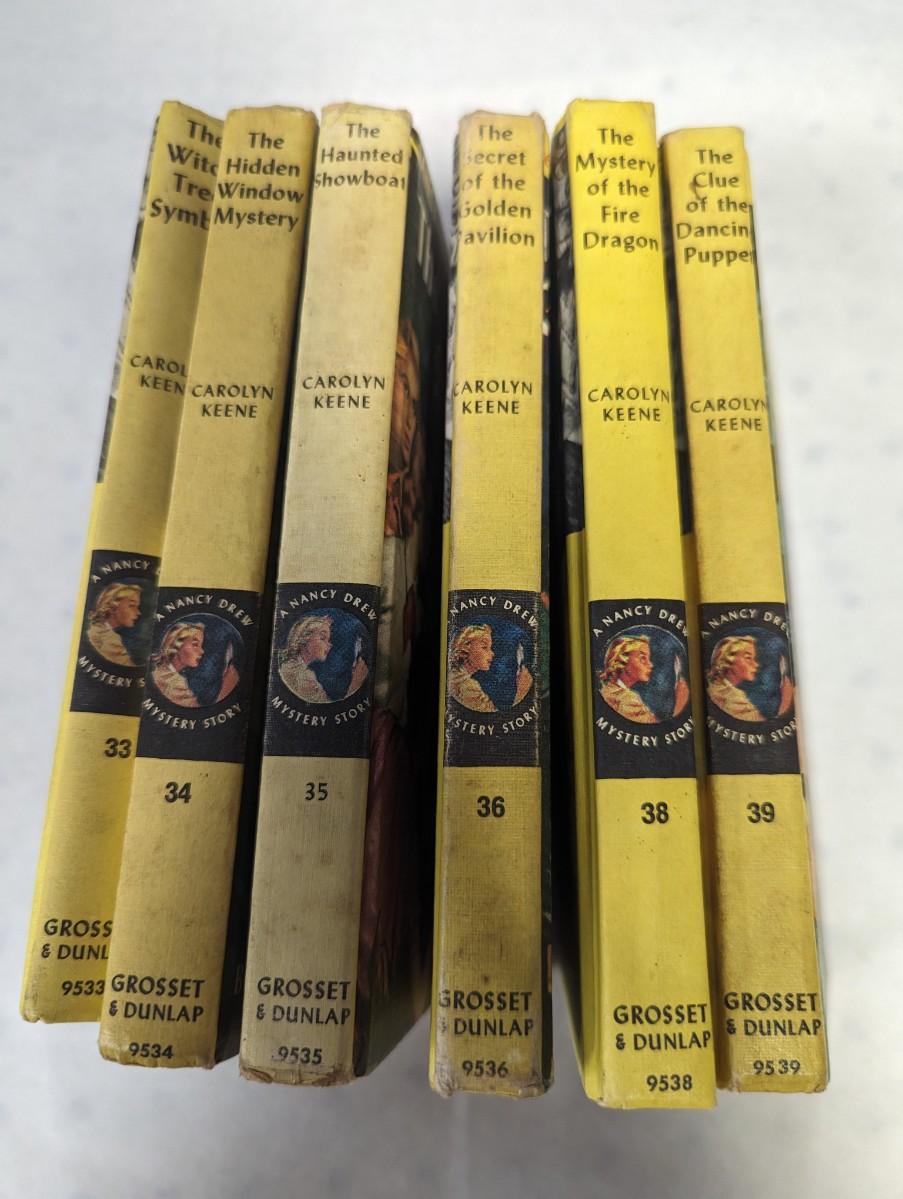 The
Witc
Tre
Symb
CAROL
KEEN
A NANCY D
MYSTERY S
33
GROSS
& DUNL
9533
The
Hidden
Window
Mystery
CAROLYN
KEENE
A NANCY DREW
MYSTERY STORY
34
GROSSET
& DUNLAP
9534
The
Haunted
Showboat
CAROLYN
KEENE
A NANCY DREW
MYSTERY STORY
35
GROSSET
& DUNLAP
9535
The
Secret
of the
Golden
Pavilion
CAROLYN
KEENE
NANCY DREW
MYSTERY STORY
36
GROSSET
& DUNLAP
9536
The
Mystery
of the
Fire
Dragon
CAROLYN
KEENE
A NANCY DREW
MYSTERY STORY
38
GROSSET
& DUNLAP
9538
The
Clue
of the
Dancin
Puppe
CAROLYN
KEENE
A NANCY DREW
MYSTERY STORY
39
GROSSET
& DUNLAP
9539